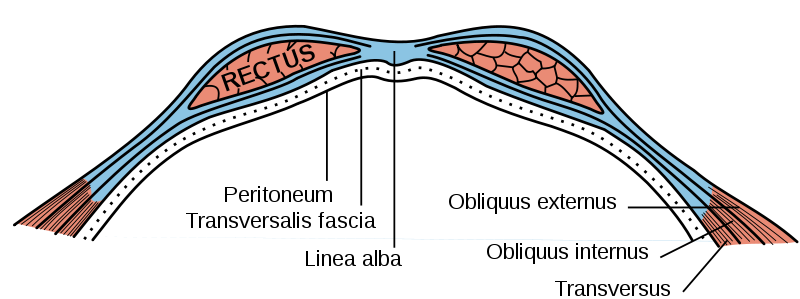 RECTUS
Peritoneum
Transversalis fascia
Linea alba
Obliquus externus
Obliquus internus
Transversus